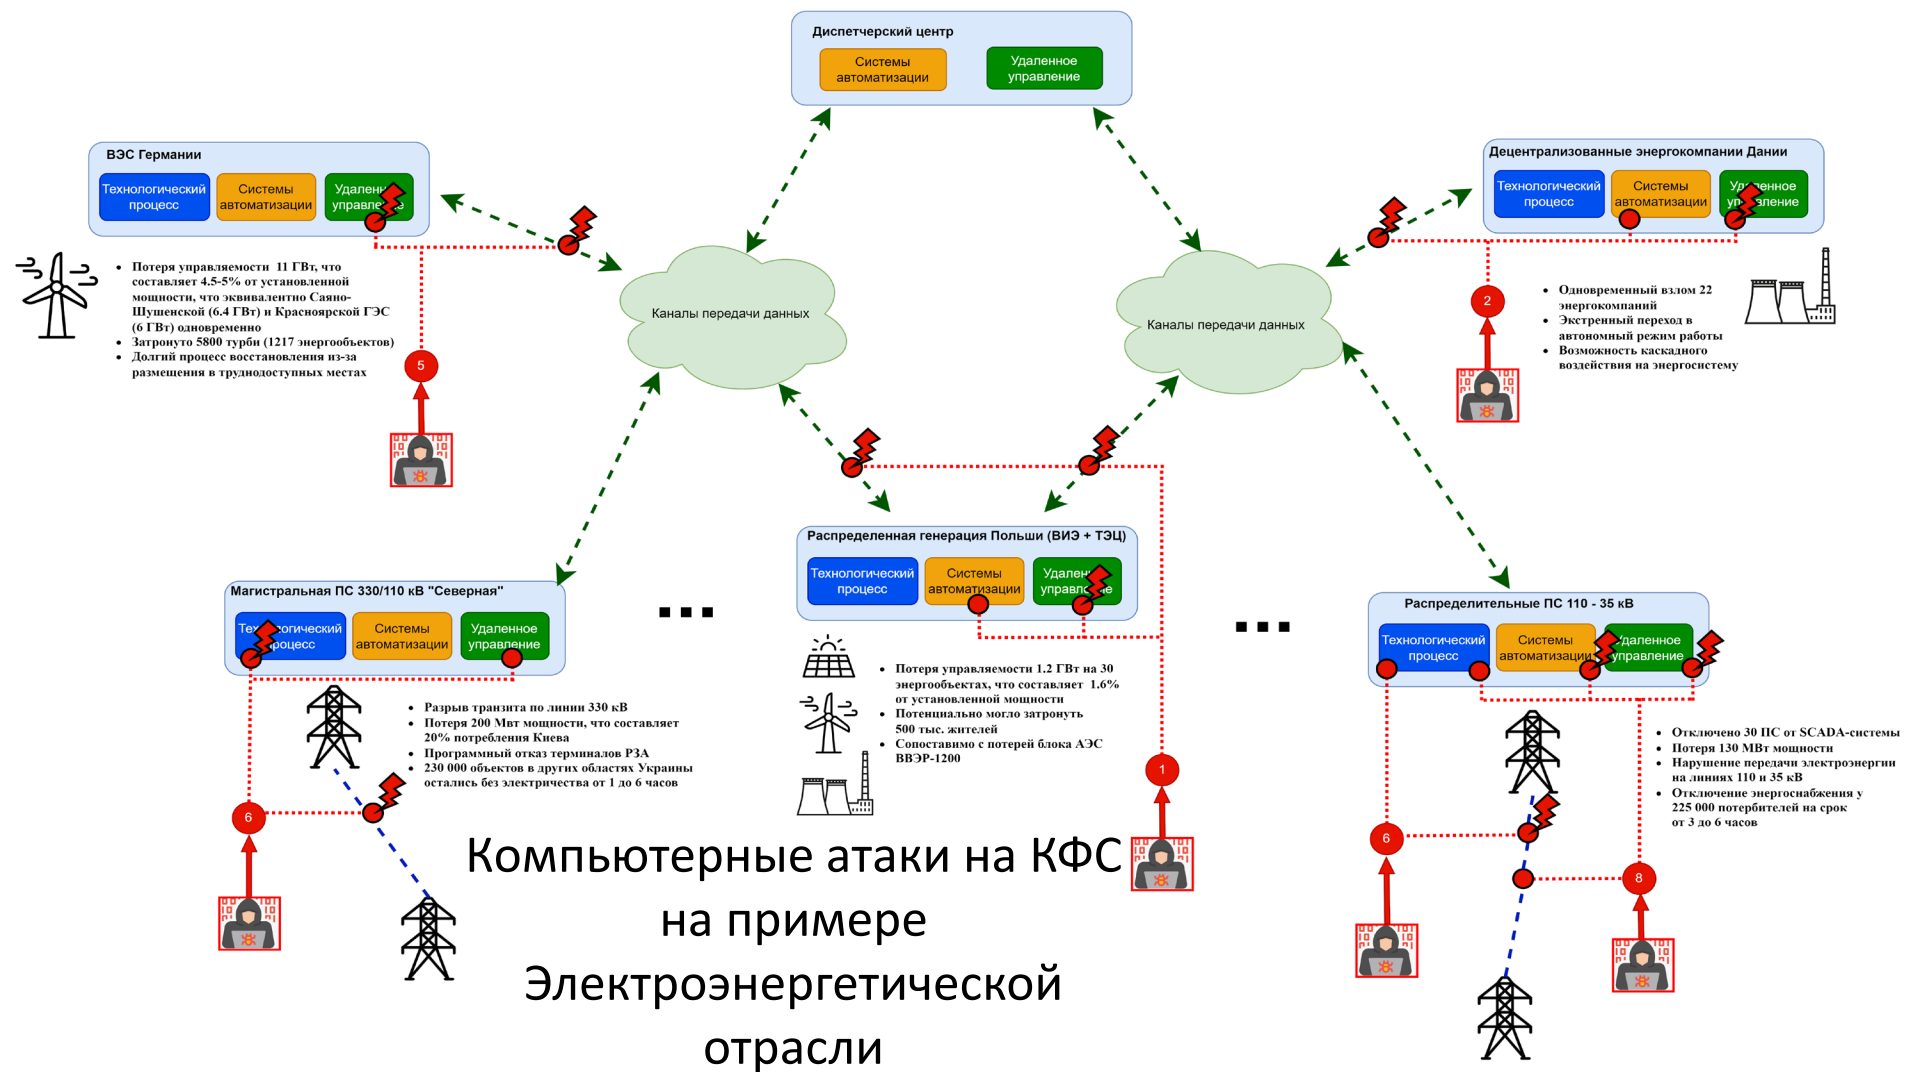 Диспетчерский центр
Системы
автоматизации
Удаленное
управление
ВЭС Германии
Технологический
процесс
Системы
автоматизации
Удаленное
управление
Децентрализованные энергокомпании Дании
Технологический
процесс
Системы
автоматизации
Удаленное
управление
• Потеря управляемости 11 ГВт, что
составляет 4.5-5% от установленной
мощности, что эквивалентно Саяно-
Шушенской (6.4 ГВт) и Красноярской ГЭС
(6 ГВт) одновременно
• Затронуто 5800 турби (1217 энергообъектов)
• Долгий процесс восстановления из-за
размещения в труднодоступных местах
5
Каналы передачи данных
Каналы передачи данных
2
• Одновременный взлом 22
энергокомпаний
• Экстренный переход в
автономный режим работы
• Возможность каскадного
воздействия на энергосистему
Магистральная ПС 330/110 кВ "Северная"
Технологический
процесс
Системы
автоматизации
Удаленное
управление
• Разрыв транзита по линии 330 кВ
• Потеря 200 Мвт мощности, что составляет
20% потребления Киева
• Программный отказ терминалов РЗА
• 230 000 объектов в других областях Украины
остались без электричества от 1 до 6 часов
6
...
Распределенная генерация Польши (ВИЭ + ТЭЦ)
Технологический
процесс
Системы
автоматизации
Удаленное
управление
• Потеря управляемости 1.2 ГВт на 30
энергообъектах, что составляет 1.6%
от установленной мощности
• Потенциально могло затронуть
500 тыс. жителей
• Сопоставимо с потерей блока АЭС
ВВЭР-1200
1
...
Распределительные ПС 110 - 35 кВ
Технологический
процесс
Системы
автоматизации
Удаленное
управление
• Отключено 30 ПС от SCADA-системы
• Потеря 130 МВт мощности
• Нарушение передачи электроэнергии
на линиях 110 и 35 кВ
• Отключение энергоснабжения у
225 000 потербителей на срок
от 3 до 6 часов
6
8
Компьютерные атаки на КФС
на примере
Электроэнергетической
отрасли